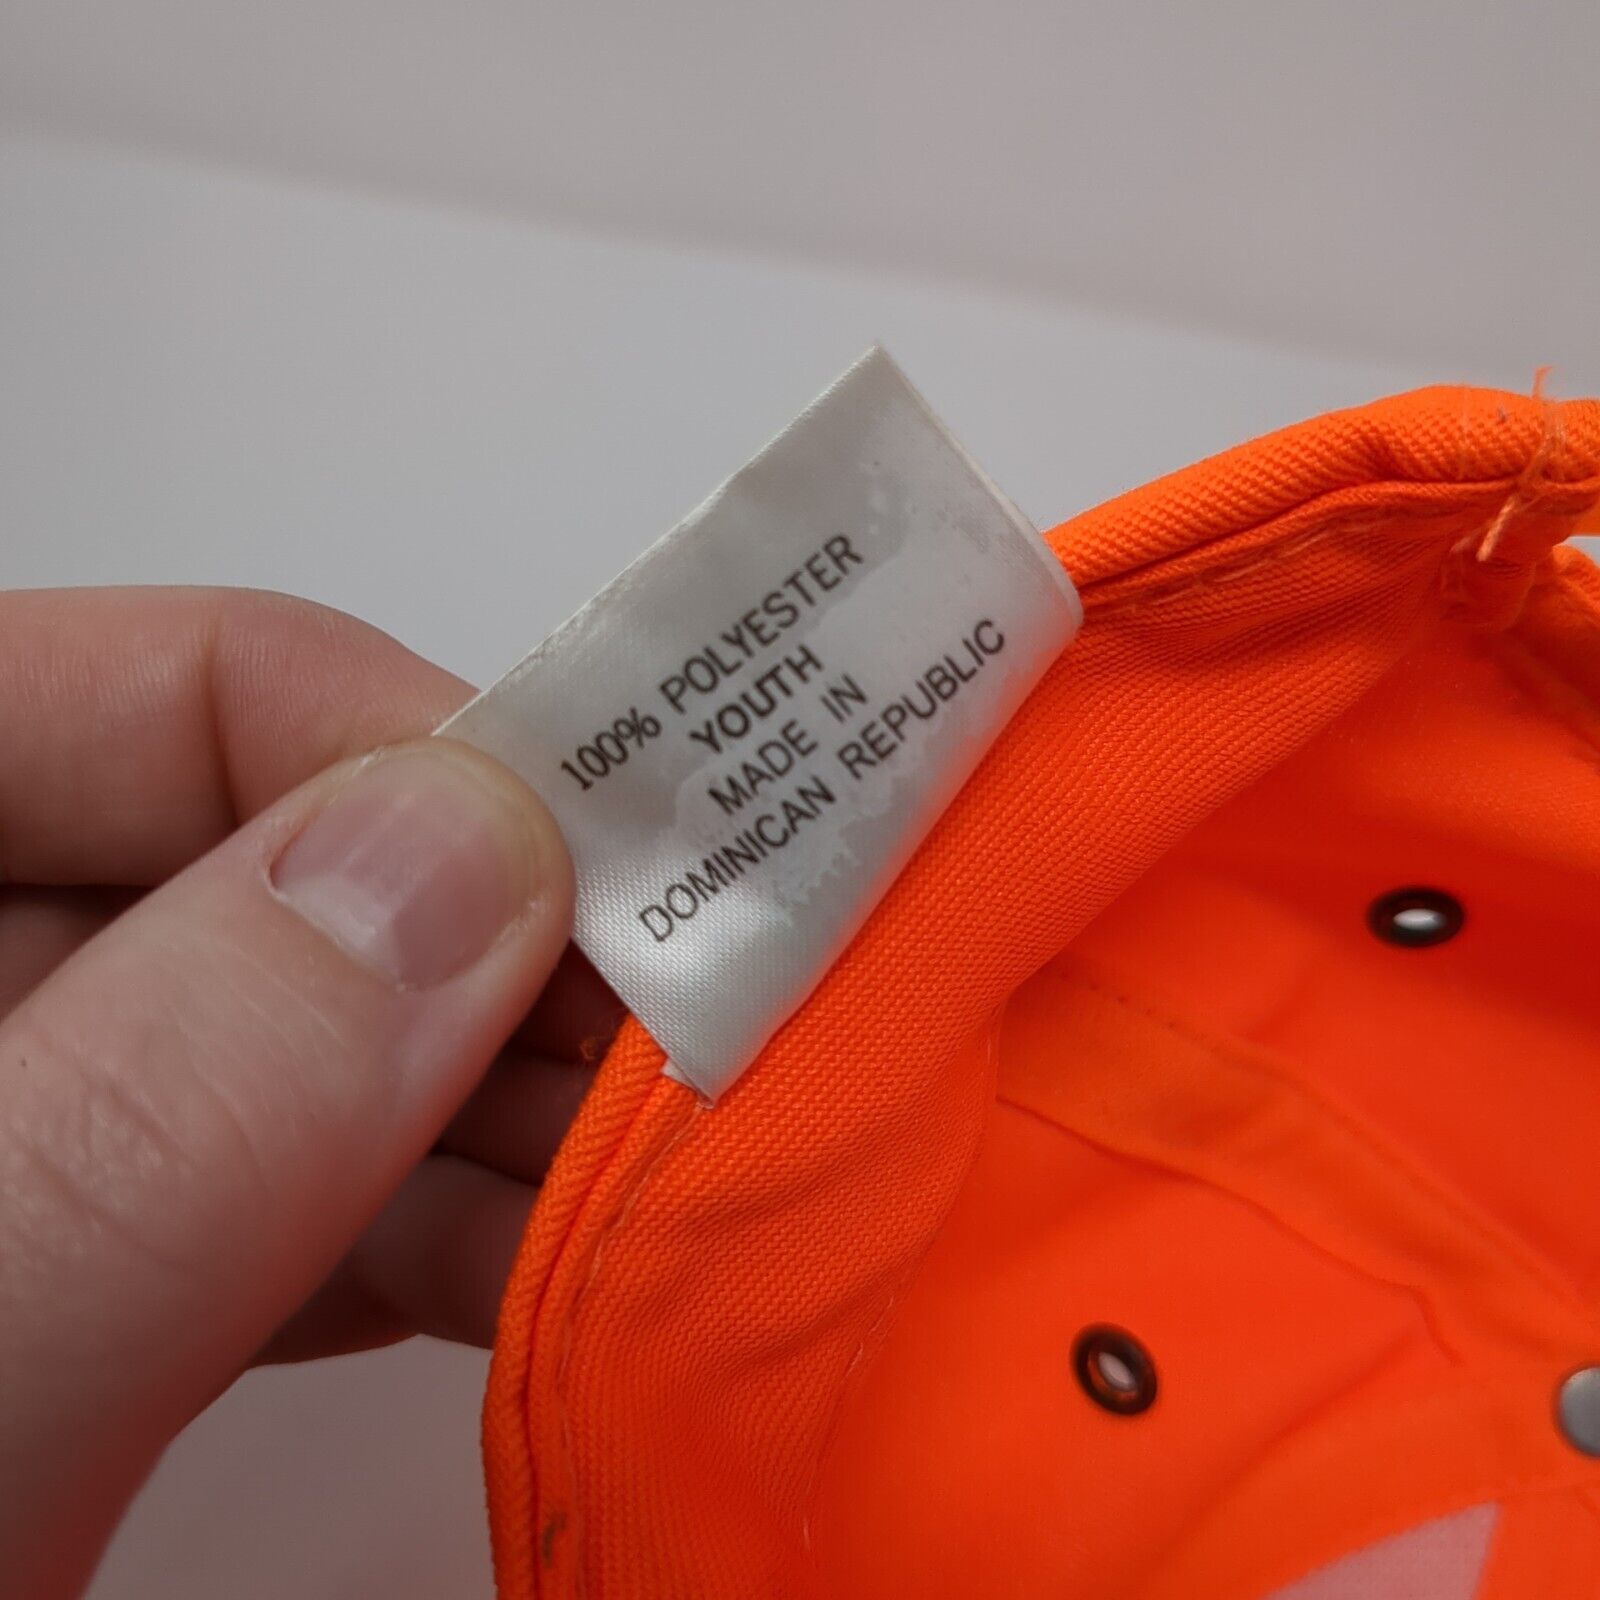 100% POLYESTER
YOUTH
MADE IN
DOMINICAN REPUBLIC